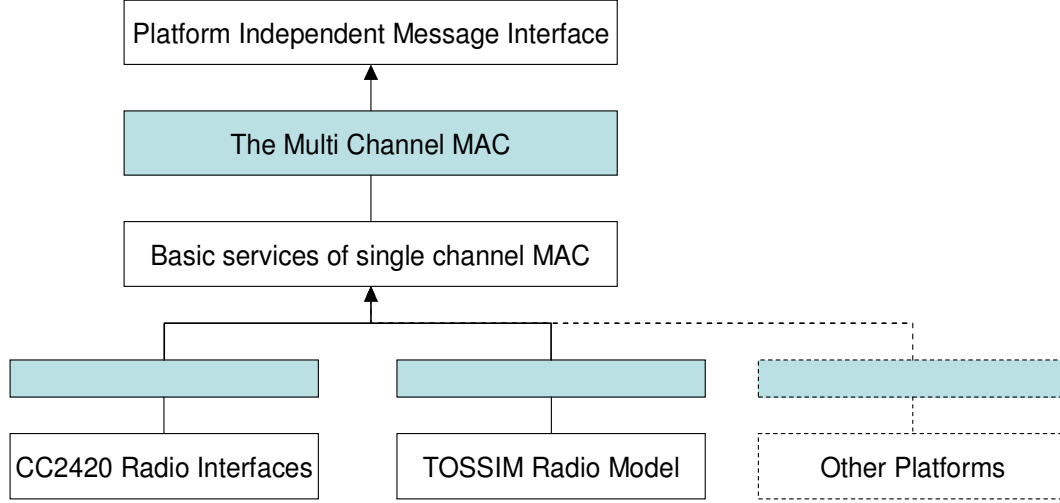 Platform Independent Message Interface
The Multi Channel MAC
Basic services of single channel MAC
CC2420 Radio Interfaces
TOSSIM Radio Model
Other Platforms